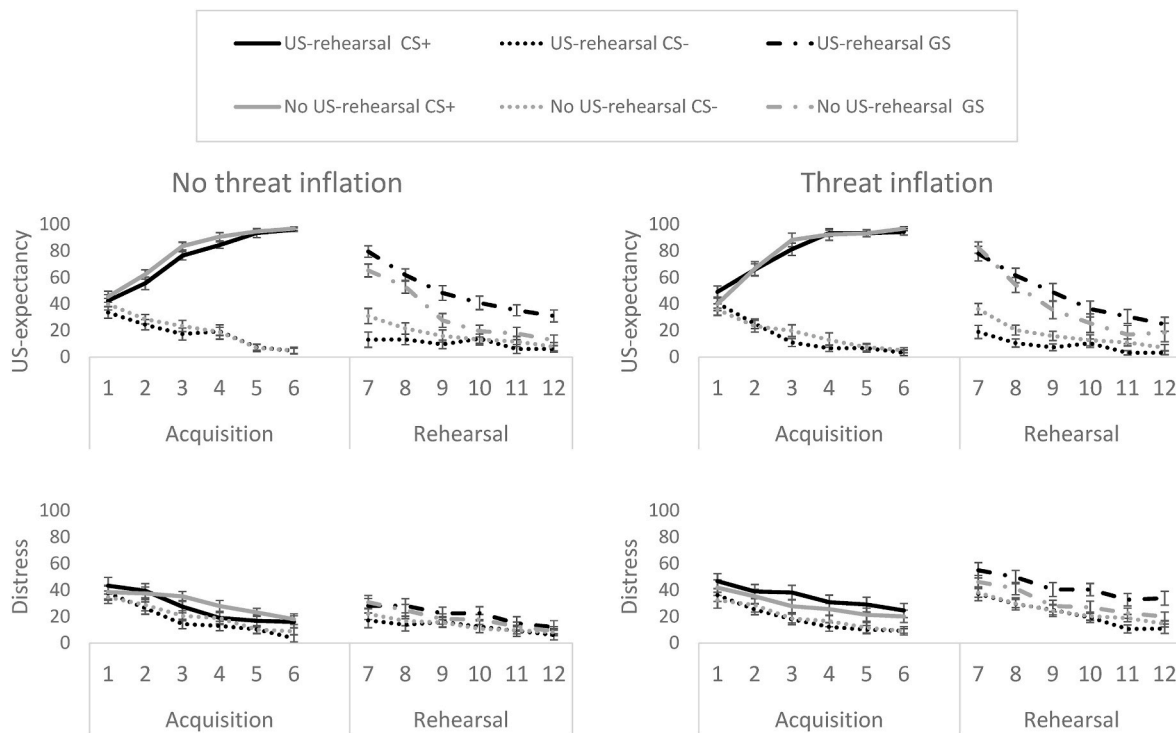 US-rehearsal CS+ US-rehearsal CS- US-rehearsal GS
No US-rehearsal CS+ No US-rehearsal CS- No US-rehearsal GS
No threat inflation
US-expectancy
100
80
60
40
20
0
1 2 3 4 5 6 7 8 9 10 11 12
Acquisition Rehearsal
Threat inflation
US-expectancy
100
80
60
40
20
0
1 2 3 4 5 6 7 8 9 10 11 12
Acquisition Rehearsal
Distress
100
80
60
40
20
0
1 2 3 4 5 6 7 8 9 10 11 12
Acquisition Rehearsal
Distress
100
80
60
40
20
0
1 2 3 4 5 6 7 8 9 10 11 12
Acquisition Rehearsal